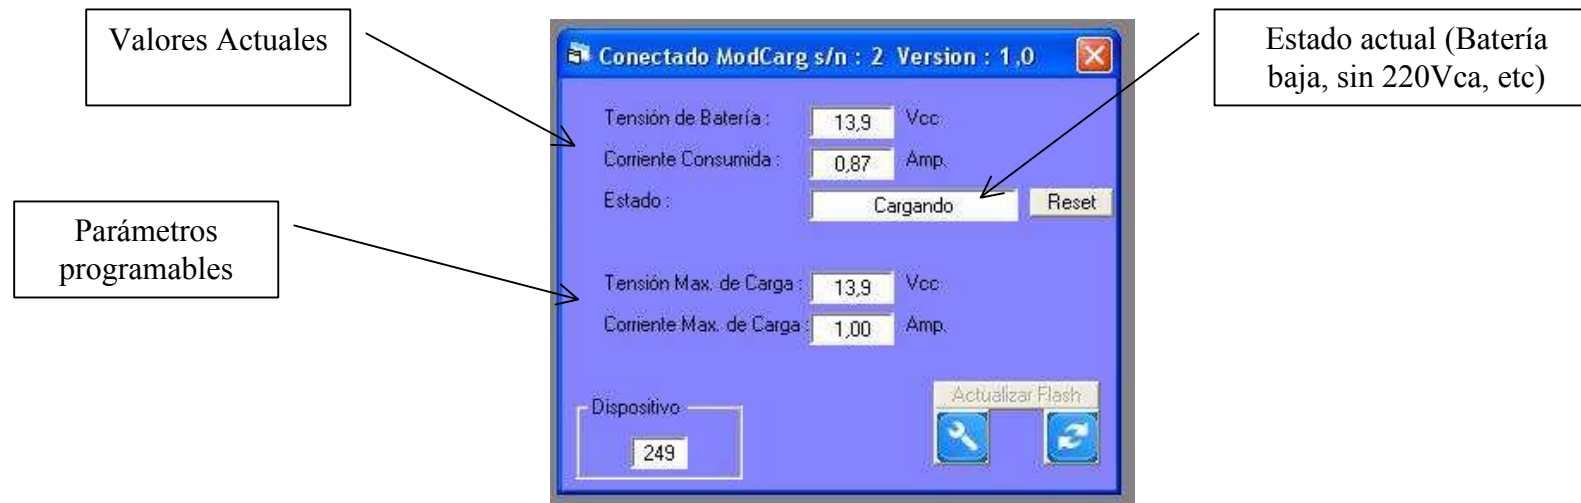 Valores Actuales
Estado actual (Batería
baja, sin 220Vca, etc)
Parámetros
programables
Conectado ModCarg s/n : 2 Version : 1,0
Tensión de Batería : 13,9 Vcc
Corriente Consumida : 0,87 Amp.
Estado : Cargando Reset
Tensión Max. de Carga : 13,9 Vcc
Corriente Max. de Carga : 1,00 Amp.
Actualizar Flash
Dispositivo
249